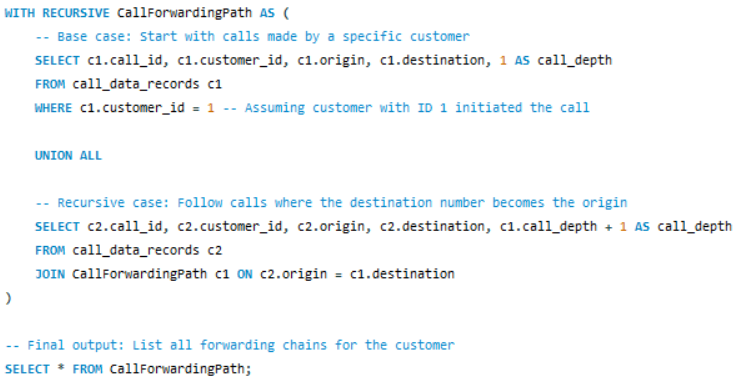 WITH RECURSIVE CallForwardingPath AS (
    -- Base case: Start with calls made by a specific customer
    SELECT c1.call_id, c1.customer_id, c1.origin, c1.destination, 1 AS call_depth
    FROM call_data_records c1
    WHERE c1.customer_id = 1 -- Assuming customer with ID 1 initiated the call

    UNION ALL

    -- Recursive case: Follow calls where the destination number becomes the origin
    SELECT c2.call_id, c2.customer_id, c2.origin, c2.destination, c1.call_depth + 1 AS call_depth
    FROM call_data_records c2
    JOIN CallForwardingPath c1 ON c2.origin = c1.destination
)

-- Final output: List all forwarding chains for the customer
SELECT * FROM CallForwardingPath;